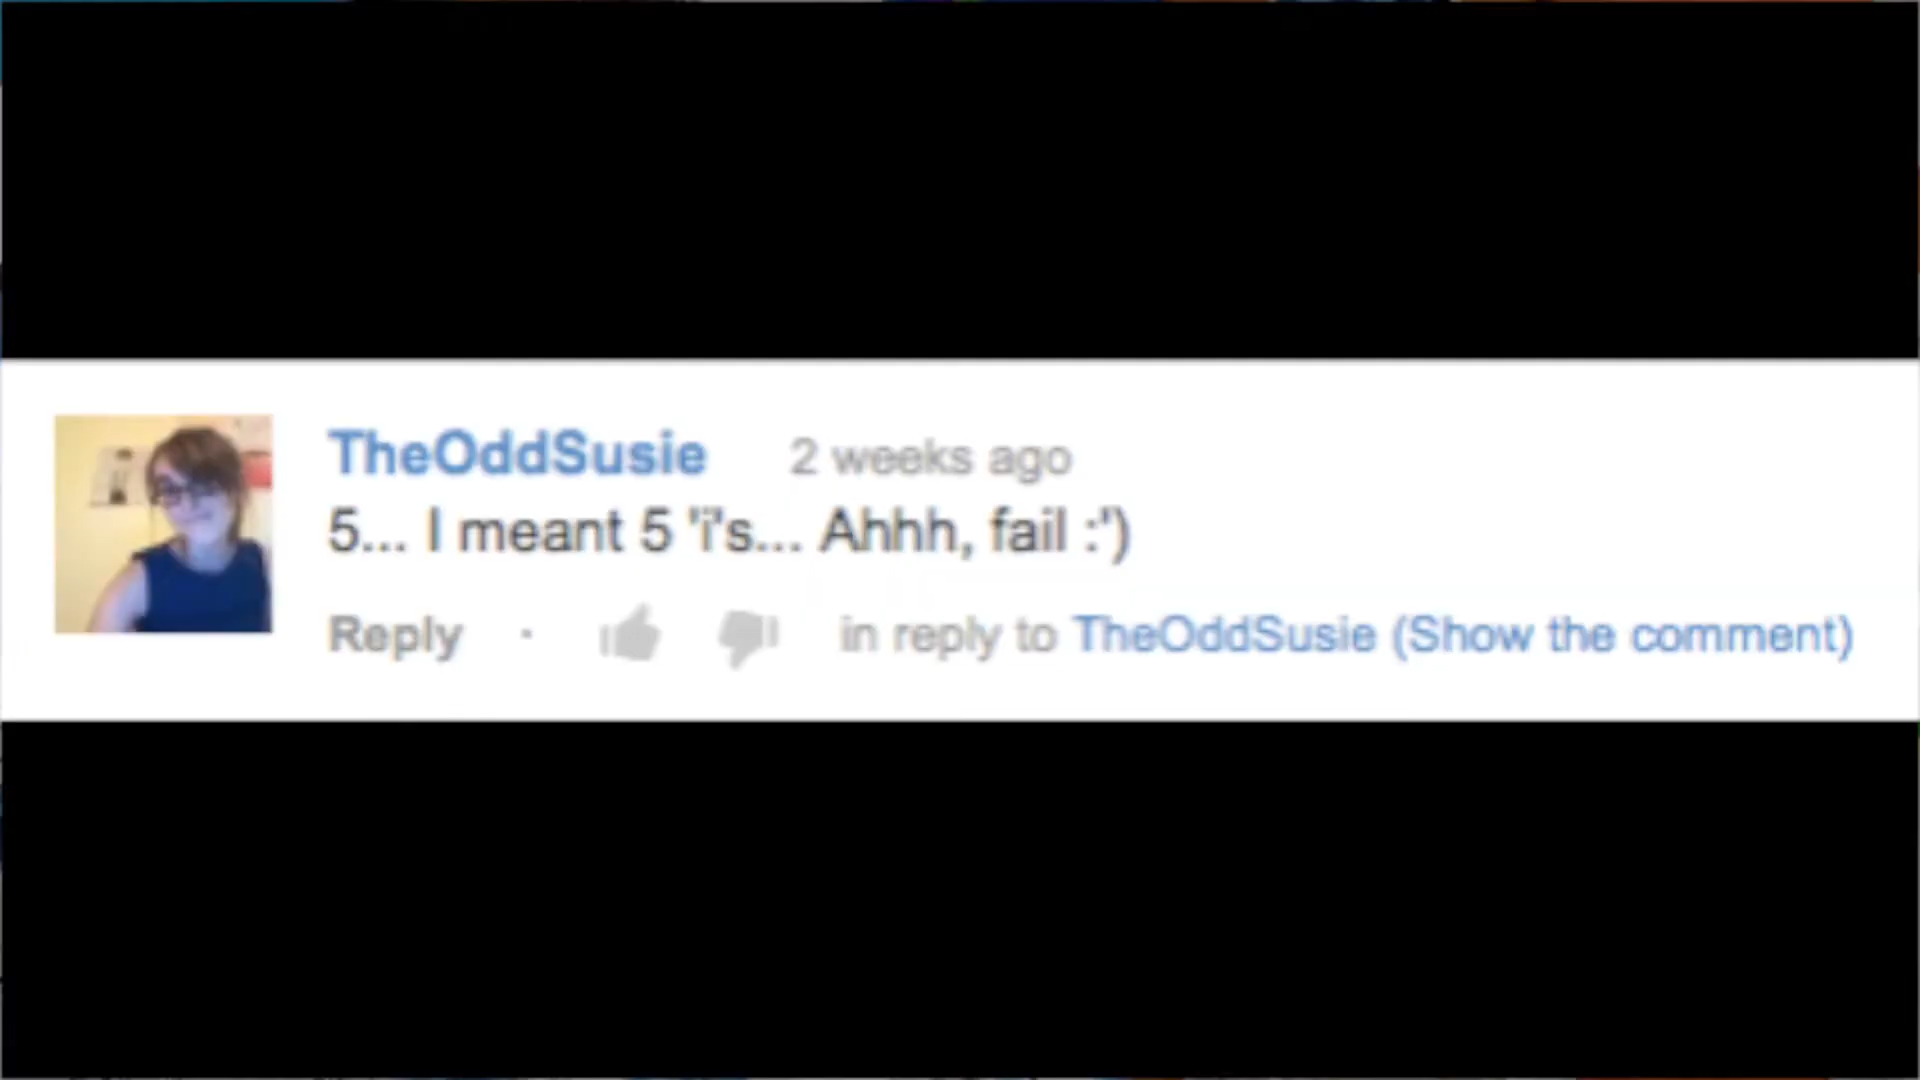 TheOddSusie 2 weeks ago
5... I meant 5 'i's... Ahhh, fail :')
Reply · in reply to TheOddSusie (Show the comment)